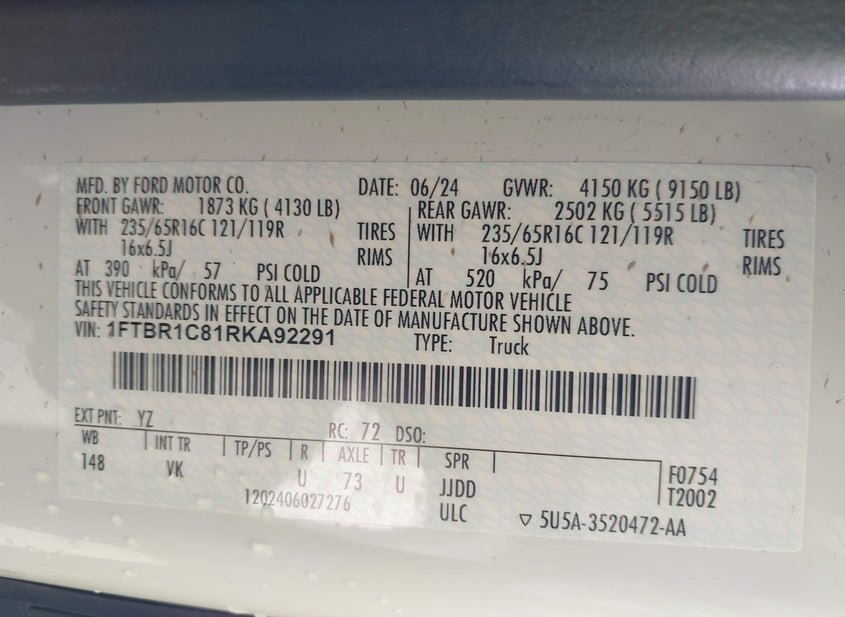 MFD. BY FORD MOTOR CO. DATE: 06/24 GVWR: 4150 KG ( 9150 LB)
FRONT GAWR: 1873 KG ( 4130 LB) REAR GAWR: 2502 KG ( 5515 LB)
WITH 235/65R16C 121/119R TIRES WITH 235/65R16C 121/119R TIRES
16x6.5J RIMS 16x6.5J RIMS
AT 390 kPa/ 57 PSI COLD AT 520 kPa/ 75 PSI COLD
THIS VEHICLE CONFORMS TO ALL APPLICABLE FEDERAL MOTOR VEHICLE
SAFETY STANDARDS IN EFFECT ON THE DATE OF MANUFACTURE SHOWN ABOVE.
VIN: 1FTBR1C81RKA92291 TYPE: Truck
EXT PNT: YZ RC: 72 DSO:
WB INT TR TP/PS R AXLE TR SPR
148 VK U 73 U JJDD F0754
1202406027276 ULC T2002
▽ 5U5A-3520472-AA